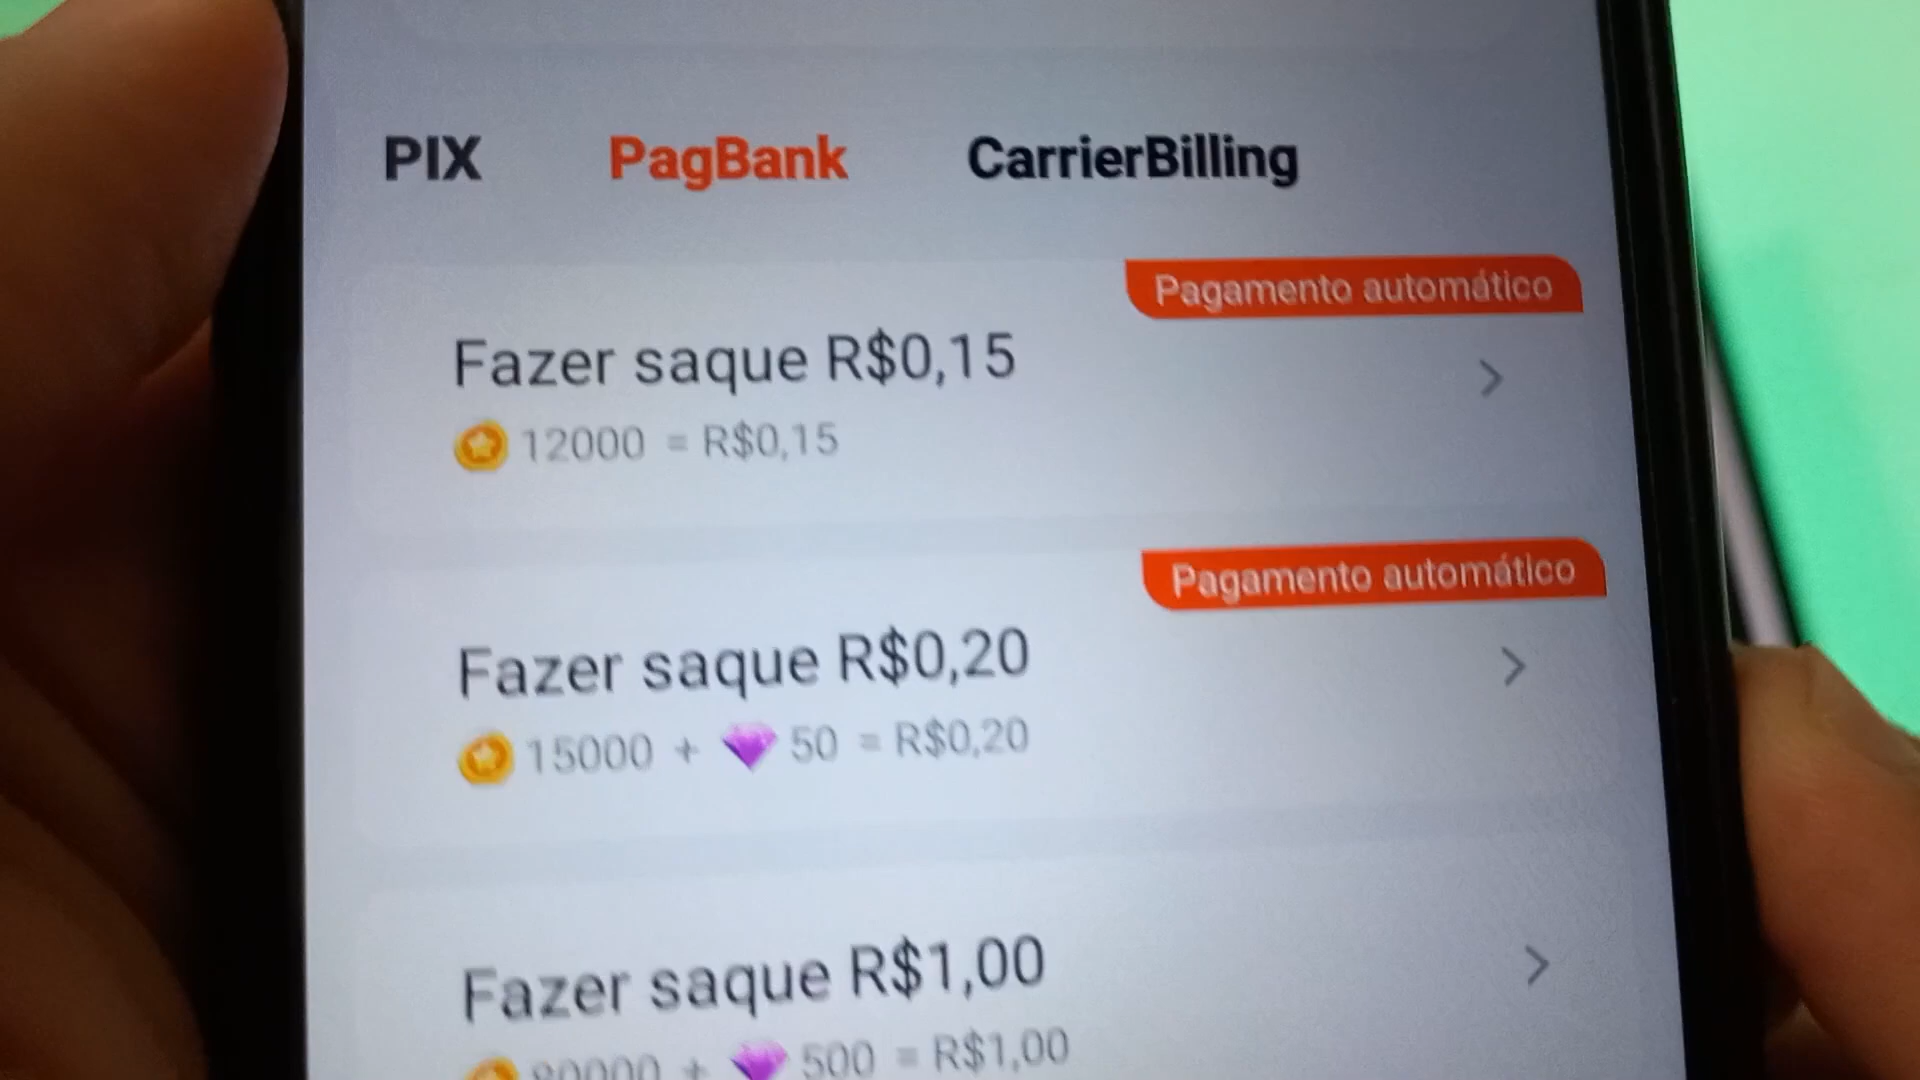 PIX PagBank CarrierBilling
Pagamento automático
Fazer saque R$0,15
12000 = R$0,15
Pagamento automático
Fazer saque R$0,20
15000 + 50 = R$0,20
Fazer saque R$1,00
80000 + 500 = R$1,00